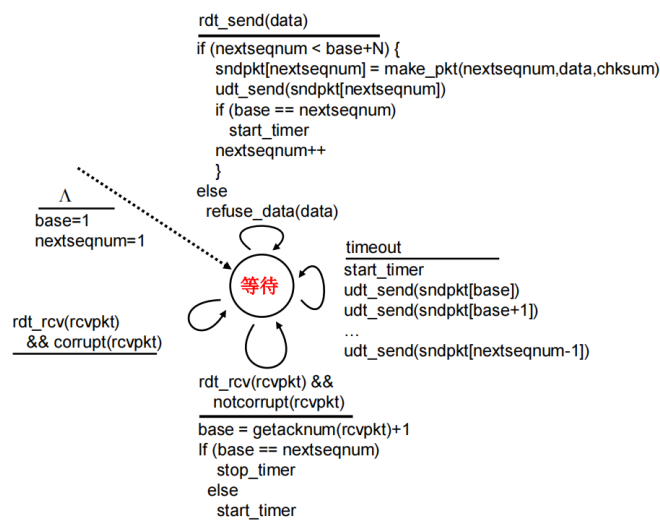 rdt_send(data)
if (nextseqnum < base+N) {
sndpkt[nextseqnum] = make_pkt(nextseqnum,data,chksum)
udt_send(sndpkt[nextseqnum])
if (base == nextseqnum)
start_timer
nextseqnum++
}
else
refuse_data(data)
Λ
base=1
nextseqnum=1
等待
timeout
start_timer
udt_send(sndpkt[base])
udt_send(sndpkt[base+1])
...
udt_send(sndpkt[nextseqnum-1])
rdt_rcv(rcvpkt)
&& corrupt(rcvpkt)
rdt_rcv(rcvpkt) &&
notcorrupt(rcvpkt)
base = getacknum(rcvpkt)+1
If (base == nextseqnum)
stop_timer
else
start_timer